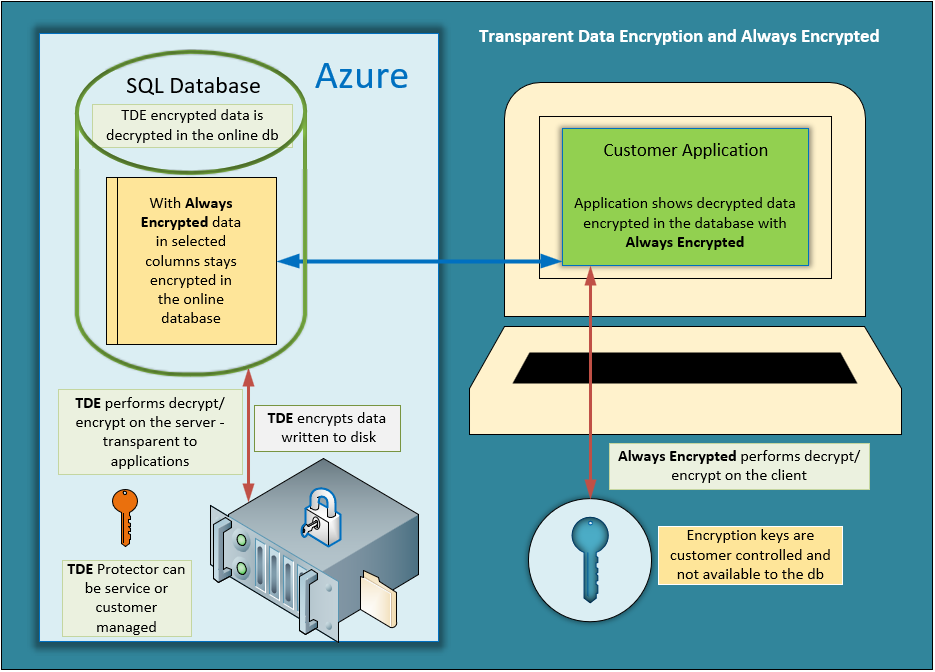 Transparent Data Encryption and Always Encrypted
Azure
SQL Database
TDE encrypted data is
decrypted in the online db
With Always
Encrypted data
in selected
columns stays
encrypted in
the online
database
Customer Application
Application shows decrypted data
encrypted in the database with
Always Encrypted
TDE performs decrypt/
encrypt on the server -
transparent to
applications
TDE encrypts data
written to disk
TDE Protector can
be service or
customer
managed
Always Encrypted performs decrypt/
encrypt on the client
Encryption keys are
customer controlled and
not available to the db